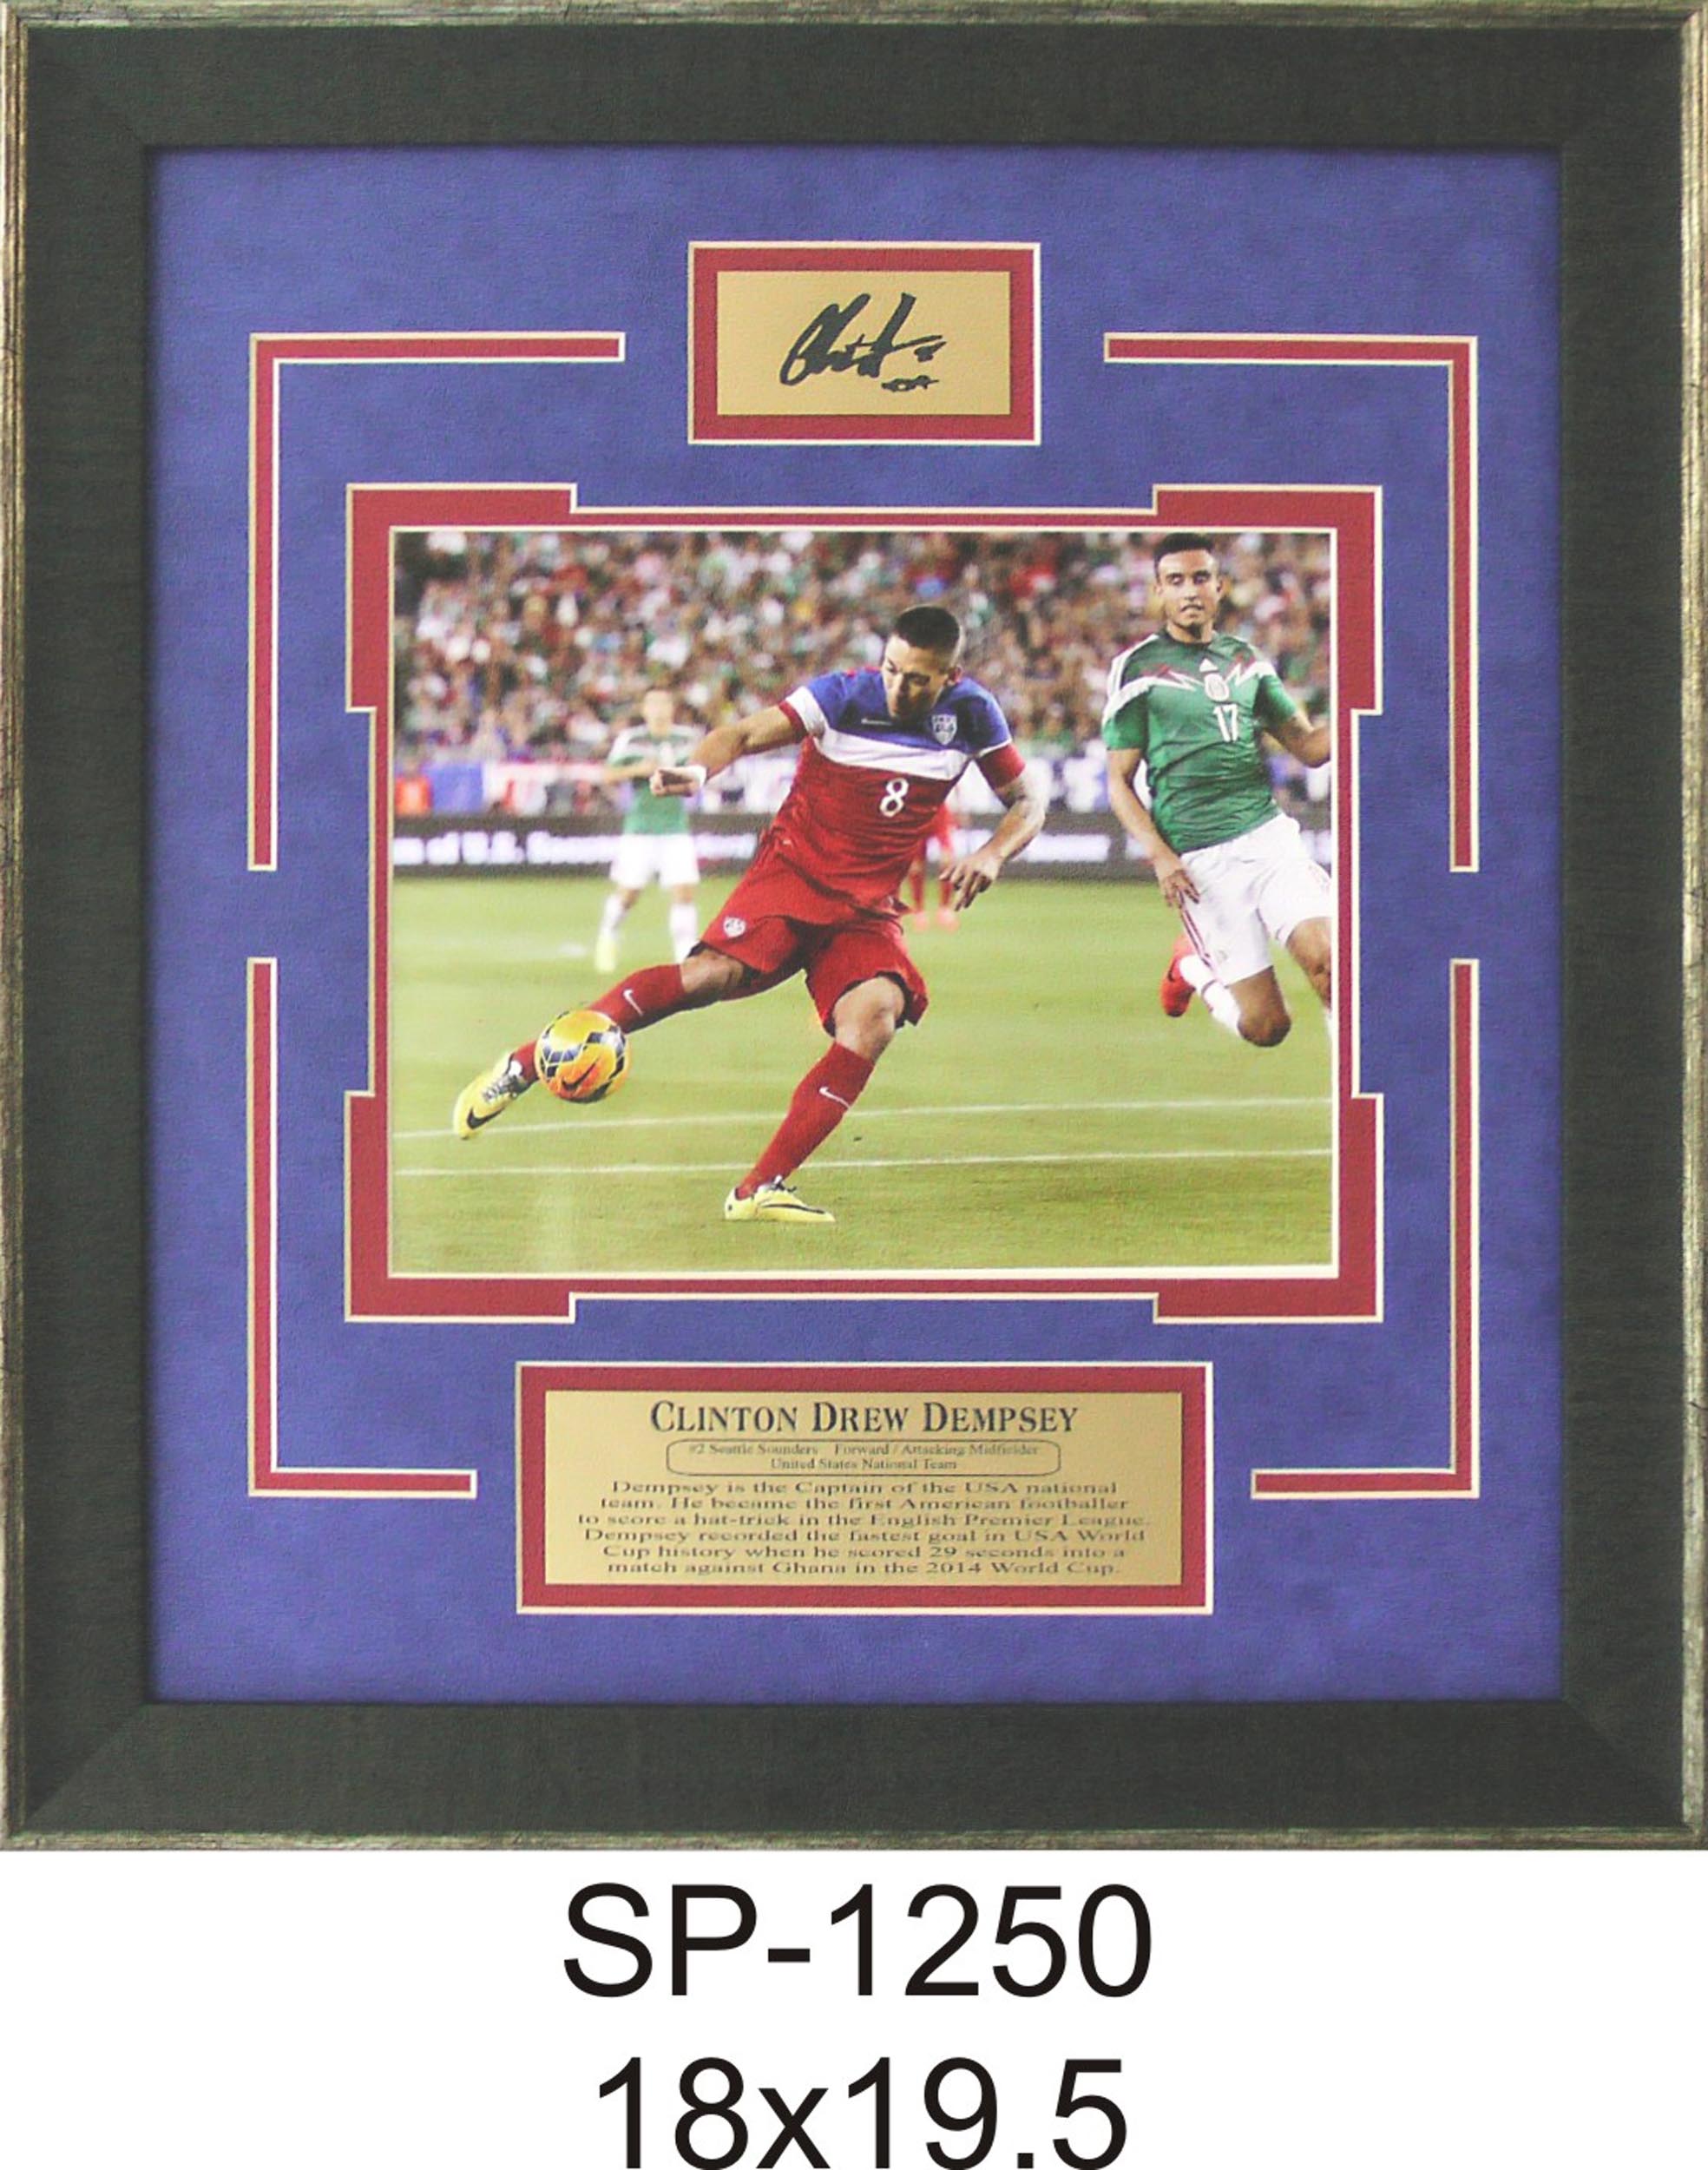 17
8
of U.S. Soccer
CLINTON DREW DEMPSEY
#2 Seattle Sounders Forward / Attacking Midfielder
United States National Team
Dempsey is the Captain of the USA national
team. He became the first American footballer
to score a hat-trick in the English Premier League.
Dempsey recorded the fastest goal in USA World
Cup history when he scored 29 seconds into a
match against Ghana in the 2014 World Cup.
SP-1250
18x19.5